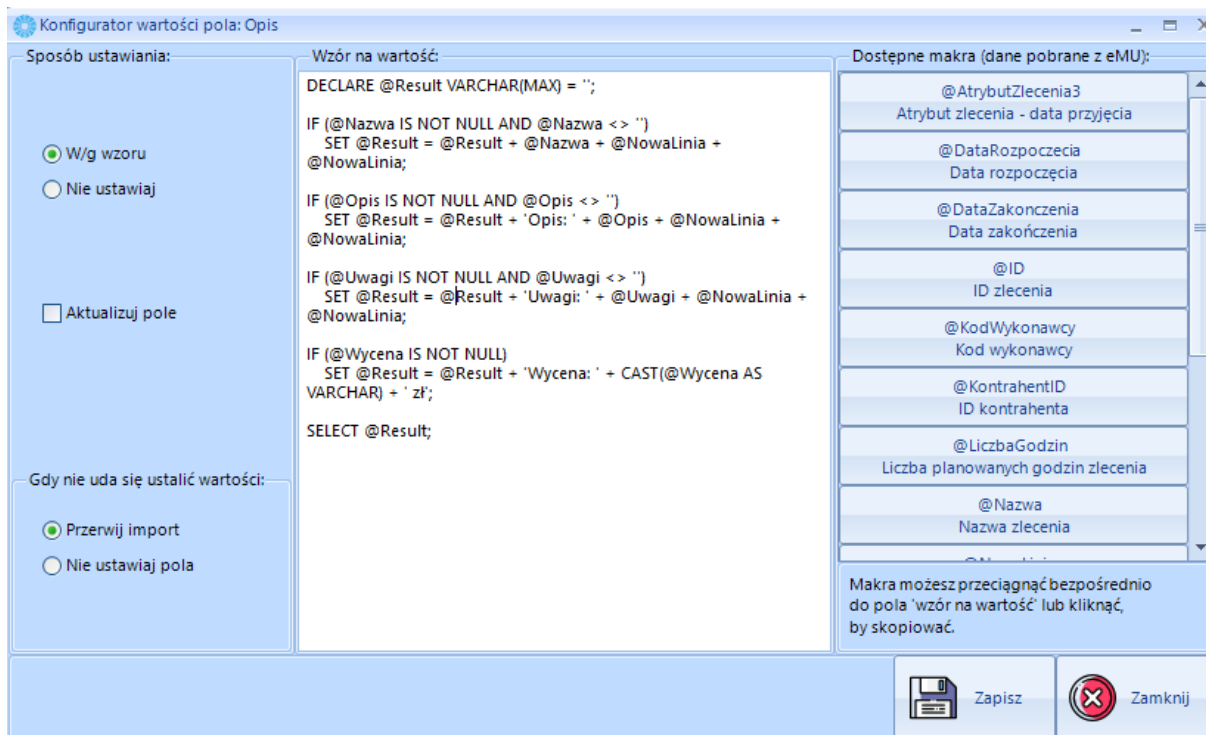 Konfigurator wartości pola: Opis
Sposób ustawiania:
W/g wzoru
Nie ustawiaj
Aktualizuj pole
Gdy nie uda się ustalić wartości:
Przerwij import
Nie ustawiaj pola
Wzór na wartość:
DECLARE @Result VARCHAR(MAX) = '';
IF (@Nazwa IS NOT NULL AND @Nazwa <> '')
SET @Result = @Result + @Nazwa + @NowaLinia +
@NowaLinia;
IF (@Opis IS NOT NULL AND @Opis <> '')
SET @Result = @Result + 'Opis: ' + @Opis + @NowaLinia +
@NowaLinia;
IF (@Uwagi IS NOT NULL AND @Uwagi <> '')
SET @Result = @Result + 'Uwagi: ' + @Uwagi + @NowaLinia +
@NowaLinia;
IF (@Wycena IS NOT NULL)
SET @Result = @Result + 'Wycena: ' + CAST(@Wycena AS
VARCHAR) + ' zł';
SELECT @Result;
Dostępne makra (dane pobrane z eMU):
@AtrybutZlecenia3
Atrybut zlecenia - data przyjęcia
@DataRozpoczecia
Data rozpoczęcia
@DataZakonczenia
Data zakończenia
@ID
ID zlecenia
@KodWykonawcy
Kod wykonawcy
@KontrahentID
ID kontrahenta
@LiczbaGodzin
Liczba planowanych godzin zlecenia
@Nazwa
Nazwa zlecenia
Makra możesz przeciągnąć bezpośrednio
do pola 'wzór na wartość' lub kliknąć,
by skopiować.
Zapisz
Zamknij